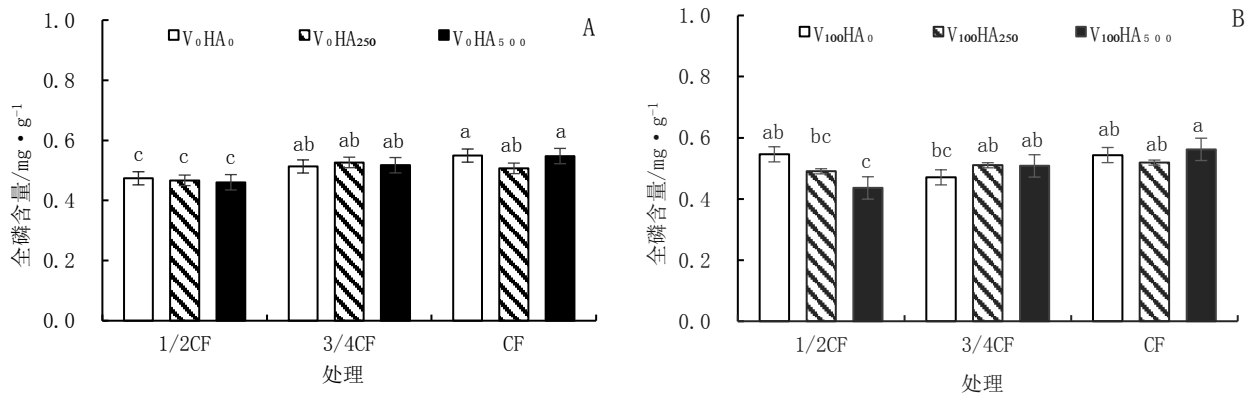 A
V₀HA₀ V₀HA₂₅₀ V₀HA₅₀₀
全磷含量/mg·g⁻¹
1.0
0.8
0.6
0.4
0.2
0.0
c c c ab ab ab a ab a
1/2CF 3/4CF CF
处理
B
V₁₀₀HA₀ V₁₀₀HA₂₅₀ V₁₀₀HA₅₀₀
全磷含量/mg·g⁻¹
1.0
0.8
0.6
0.4
0.2
0.0
ab bc c bc ab ab ab ab a
1/2CF 3/4CF CF
处理